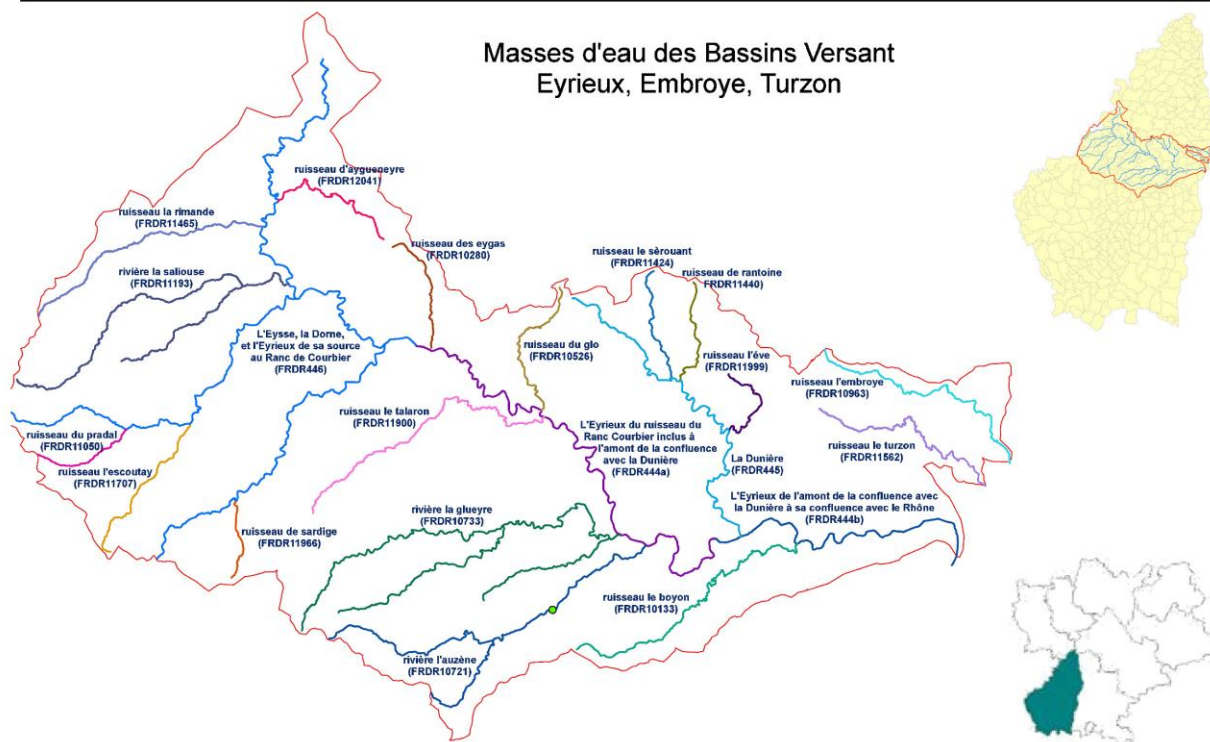 Masses d'eau des Bassins Versant
Eyrieux, Embroye, Turzon
ruisseau d'aygueneyre
(FRDR12041)
ruisseau la rimande
(FRDR11465)
ruisseau des eygas
(FRDR10280)
ruisseau le sèrouant
(FRDR11424)
ruisseau de rantoine
(FRDR11440)
rivière la saliouse
(FRDR11193)
L'Eysse, la Dorne,
et l'Eyrieux de sa source
au Ranc de Courbier
(FRDR446)
ruisseau du glo
(FRDR10526)
ruisseau l'éve
(FRDR11999)
ruisseau l'embroye
(FRDR10963)
ruisseau le talaron
(FRDR11900)
L'Eyrieux du ruisseau du
Ranc Courbier inclus à
l'amont de la confluence
avec la Dunière
(FRDR444a)
ruisseau du pradal
(FRDR11050)
ruisseau l'escoutay
(FRDR11707)
ruisseau le turzon
(FRDR11562)
La Dunière
(FRDR445)
L'Eyrieux de l'amont de la confluence avec
la Dunière à sa confluence avec le Rhône
(FRDR444b)
rivière la glueyre
(FRDR10733)
ruisseau de sardige
(FRDR11966)
ruisseau le boyon
(FRDR10133)
rivière l'auzène
(FRDR10721)